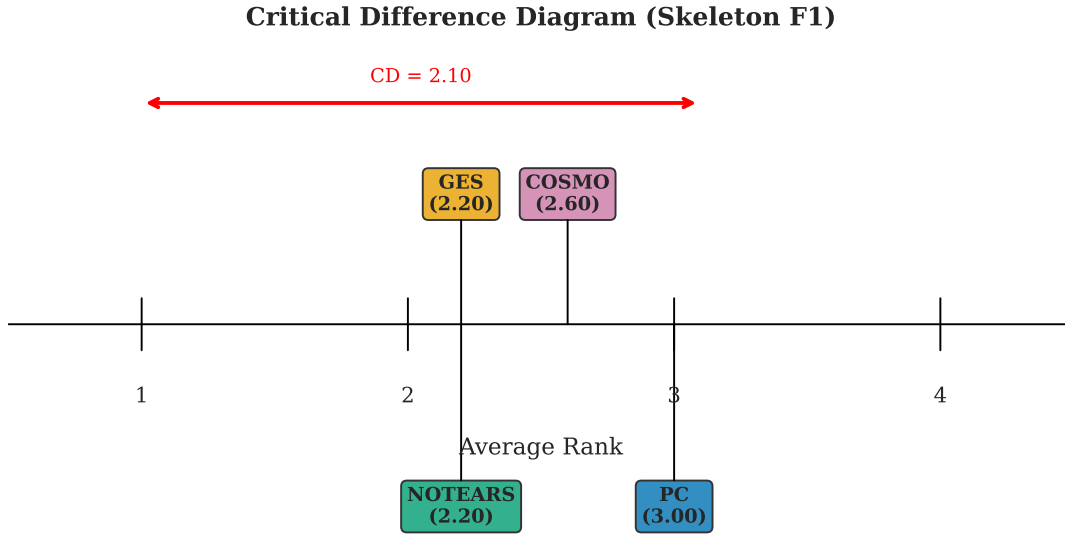 Critical Difference Diagram (Skeleton F1)
CD = 2.10
GES
(2.20)
COSMO
(2.60)
1
2
3
4
Average Rank
NOTEARS
(2.20)
PC
(3.00)